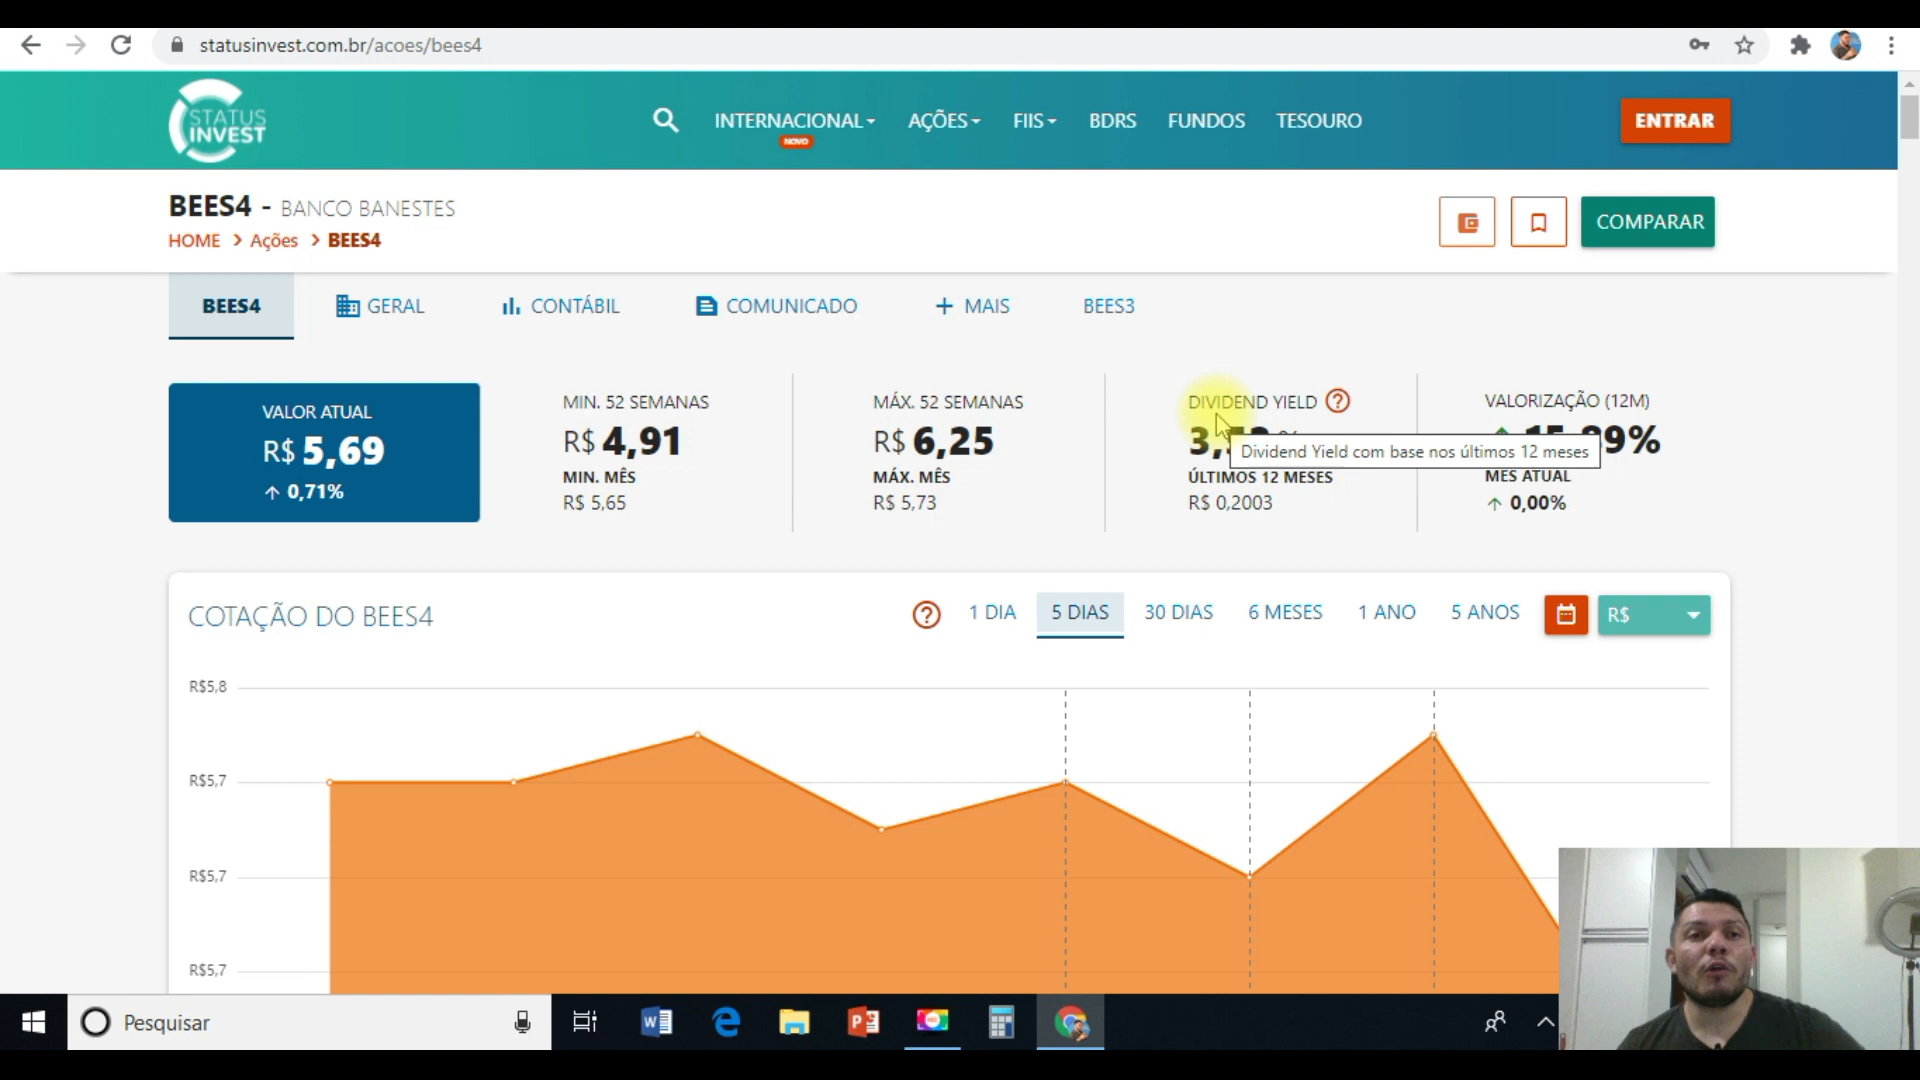 statusinvest.com.br/acoes/bees4
STATUS
INVEST
INTERNACIONAL
NOVO
AÇÕES
FIIS
BDRS
FUNDOS
TESOURO
ENTRAR
BEES4 - BANCO BANESTES
HOME > Ações > BEES4
COMPARAR
BEES4
GERAL
CONTÁBIL
COMUNICADO
+ MAIS
BEES3
VALOR ATUAL
R$ 5,69
↑ 0,71%
MIN. 52 SEMANAS
R$ 4,91
MIN. MÊS
R$ 5,65
MÁX. 52 SEMANAS
R$ 6,25
MÁX. MÊS
R$ 5,73
DIVIDEND YIELD ?
Dividend Yield com base nos últimos 12 meses
ÚLTIMOS 12 MESES
R$ 0,2003
VALORIZAÇÃO (12M)
MÊS ATUAL
↑ 0,00%
COTAÇÃO DO BEES4
?
1 DIA
5 DIAS
30 DIAS
6 MESES
1 ANO
5 ANOS
R$
R$5,8
R$5,7
R$5,7
R$5,7
Pesquisar